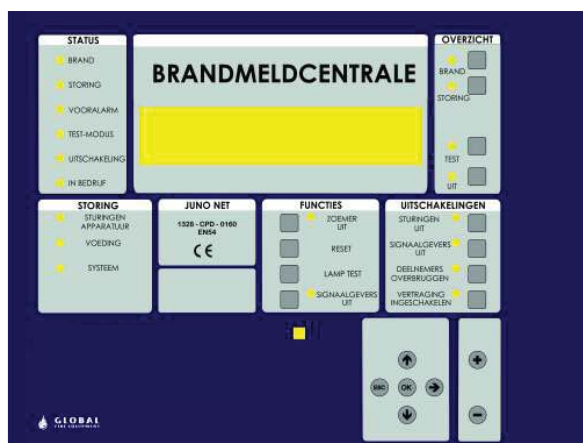 STATUS
BRAND
STORING
VOORALARM
TEST-MODUS
UITSCHAKELING
IN BEDRIJF
BRANDMELDCENTRALE
OVERZICHT
BRAND
STORING
TEST
UIT
STORING
STURINGEN
APPARATUUR
VOEDING
SYSTEEM
JUNO NET
1328 - CPD - 0160
EN54
CE
FUNCTIES
ZOEMER
UIT
RESET
LAMP TEST
SIGNAALGEVERS
UIT
UITSCHAKELINGEN
STURINGEN
UIT
SIGNAALGEVERS
UIT
DEELNEMERS
OVERBRUGGEN
VERTRAGING
INGESCHAKELEN
ESC
OK
GLOBAL
FIRE EQUIPMENT